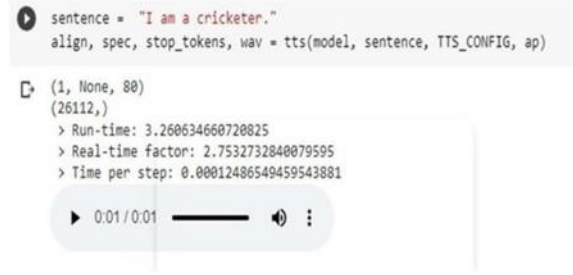 sentence = "I am a cricketer."
align, spec, stop_tokens, wav = tts(model, sentence, TTS_CONFIG, ap)
(1, None, 80)
(26112,)
> Run-time: 3.260634660720825
> Real-time factor: 2.7532732840079595
> Time per step: 0.00012486549459543881
0:01 / 0:01